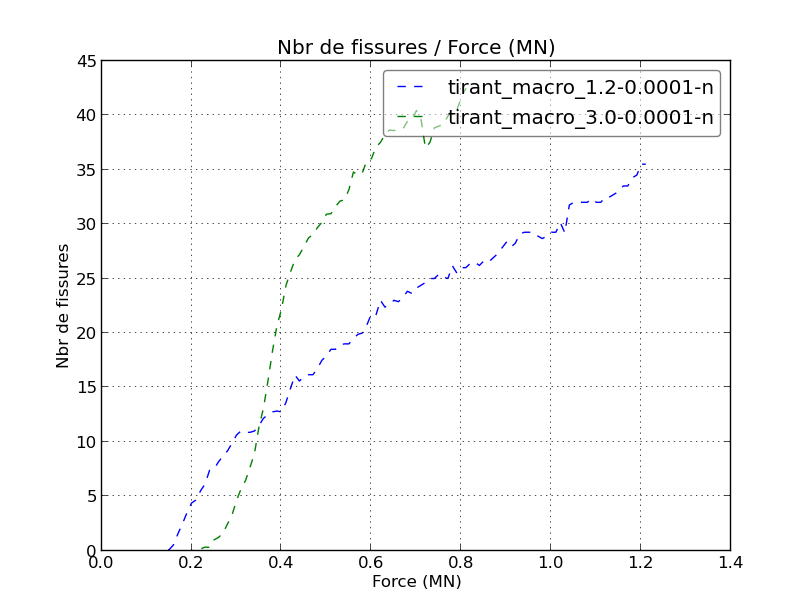 Nbr de fissures / Force (MN)
tirant_macro_1.2-0.0001-n
tirant_macro_3.0-0.0001-n
45
40
35
30
25
20
15
10
5
0
Nbr de fissures
0.0 0.2 0.4 0.6 0.8 1.0 1.2 1.4
Force (MN)